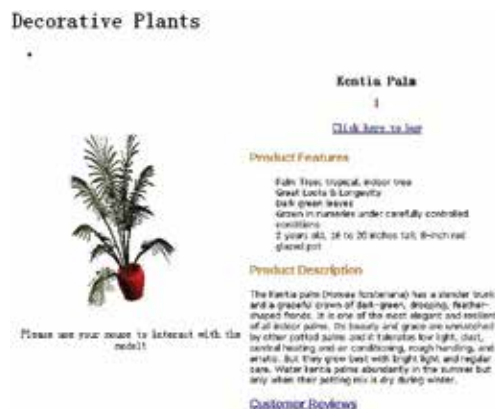 Decorative Plants
Kentia Palm
Click here to buy
Product Features
Palm Tree, tropical, indoor tree
Great Looks & Longevity
Dark green leaves
Grown in nurseries under carefully controlled
conditions
2 years old, 16 to 20 inches tall, 8-inch red
glazed pot
Product Description
The Kentia palm (Howea forsteriana) has a slender trunk
and a graceful crown of dark-green, drooping, feather-
shaped fronds. It is one of the most elegant and resilient
of all indoor palms. Its beauty and grace are unmatched
by other potted palms and it tolerates low light, dust,
central heating and air conditioning, rough handling, and
erratic. But they grow best with bright light and regular
care. Water kentia palms abundantly in the summer but
only when their potting mix is dry during winter.
Please use your mouse to interact with the
model!
Customer Reviews